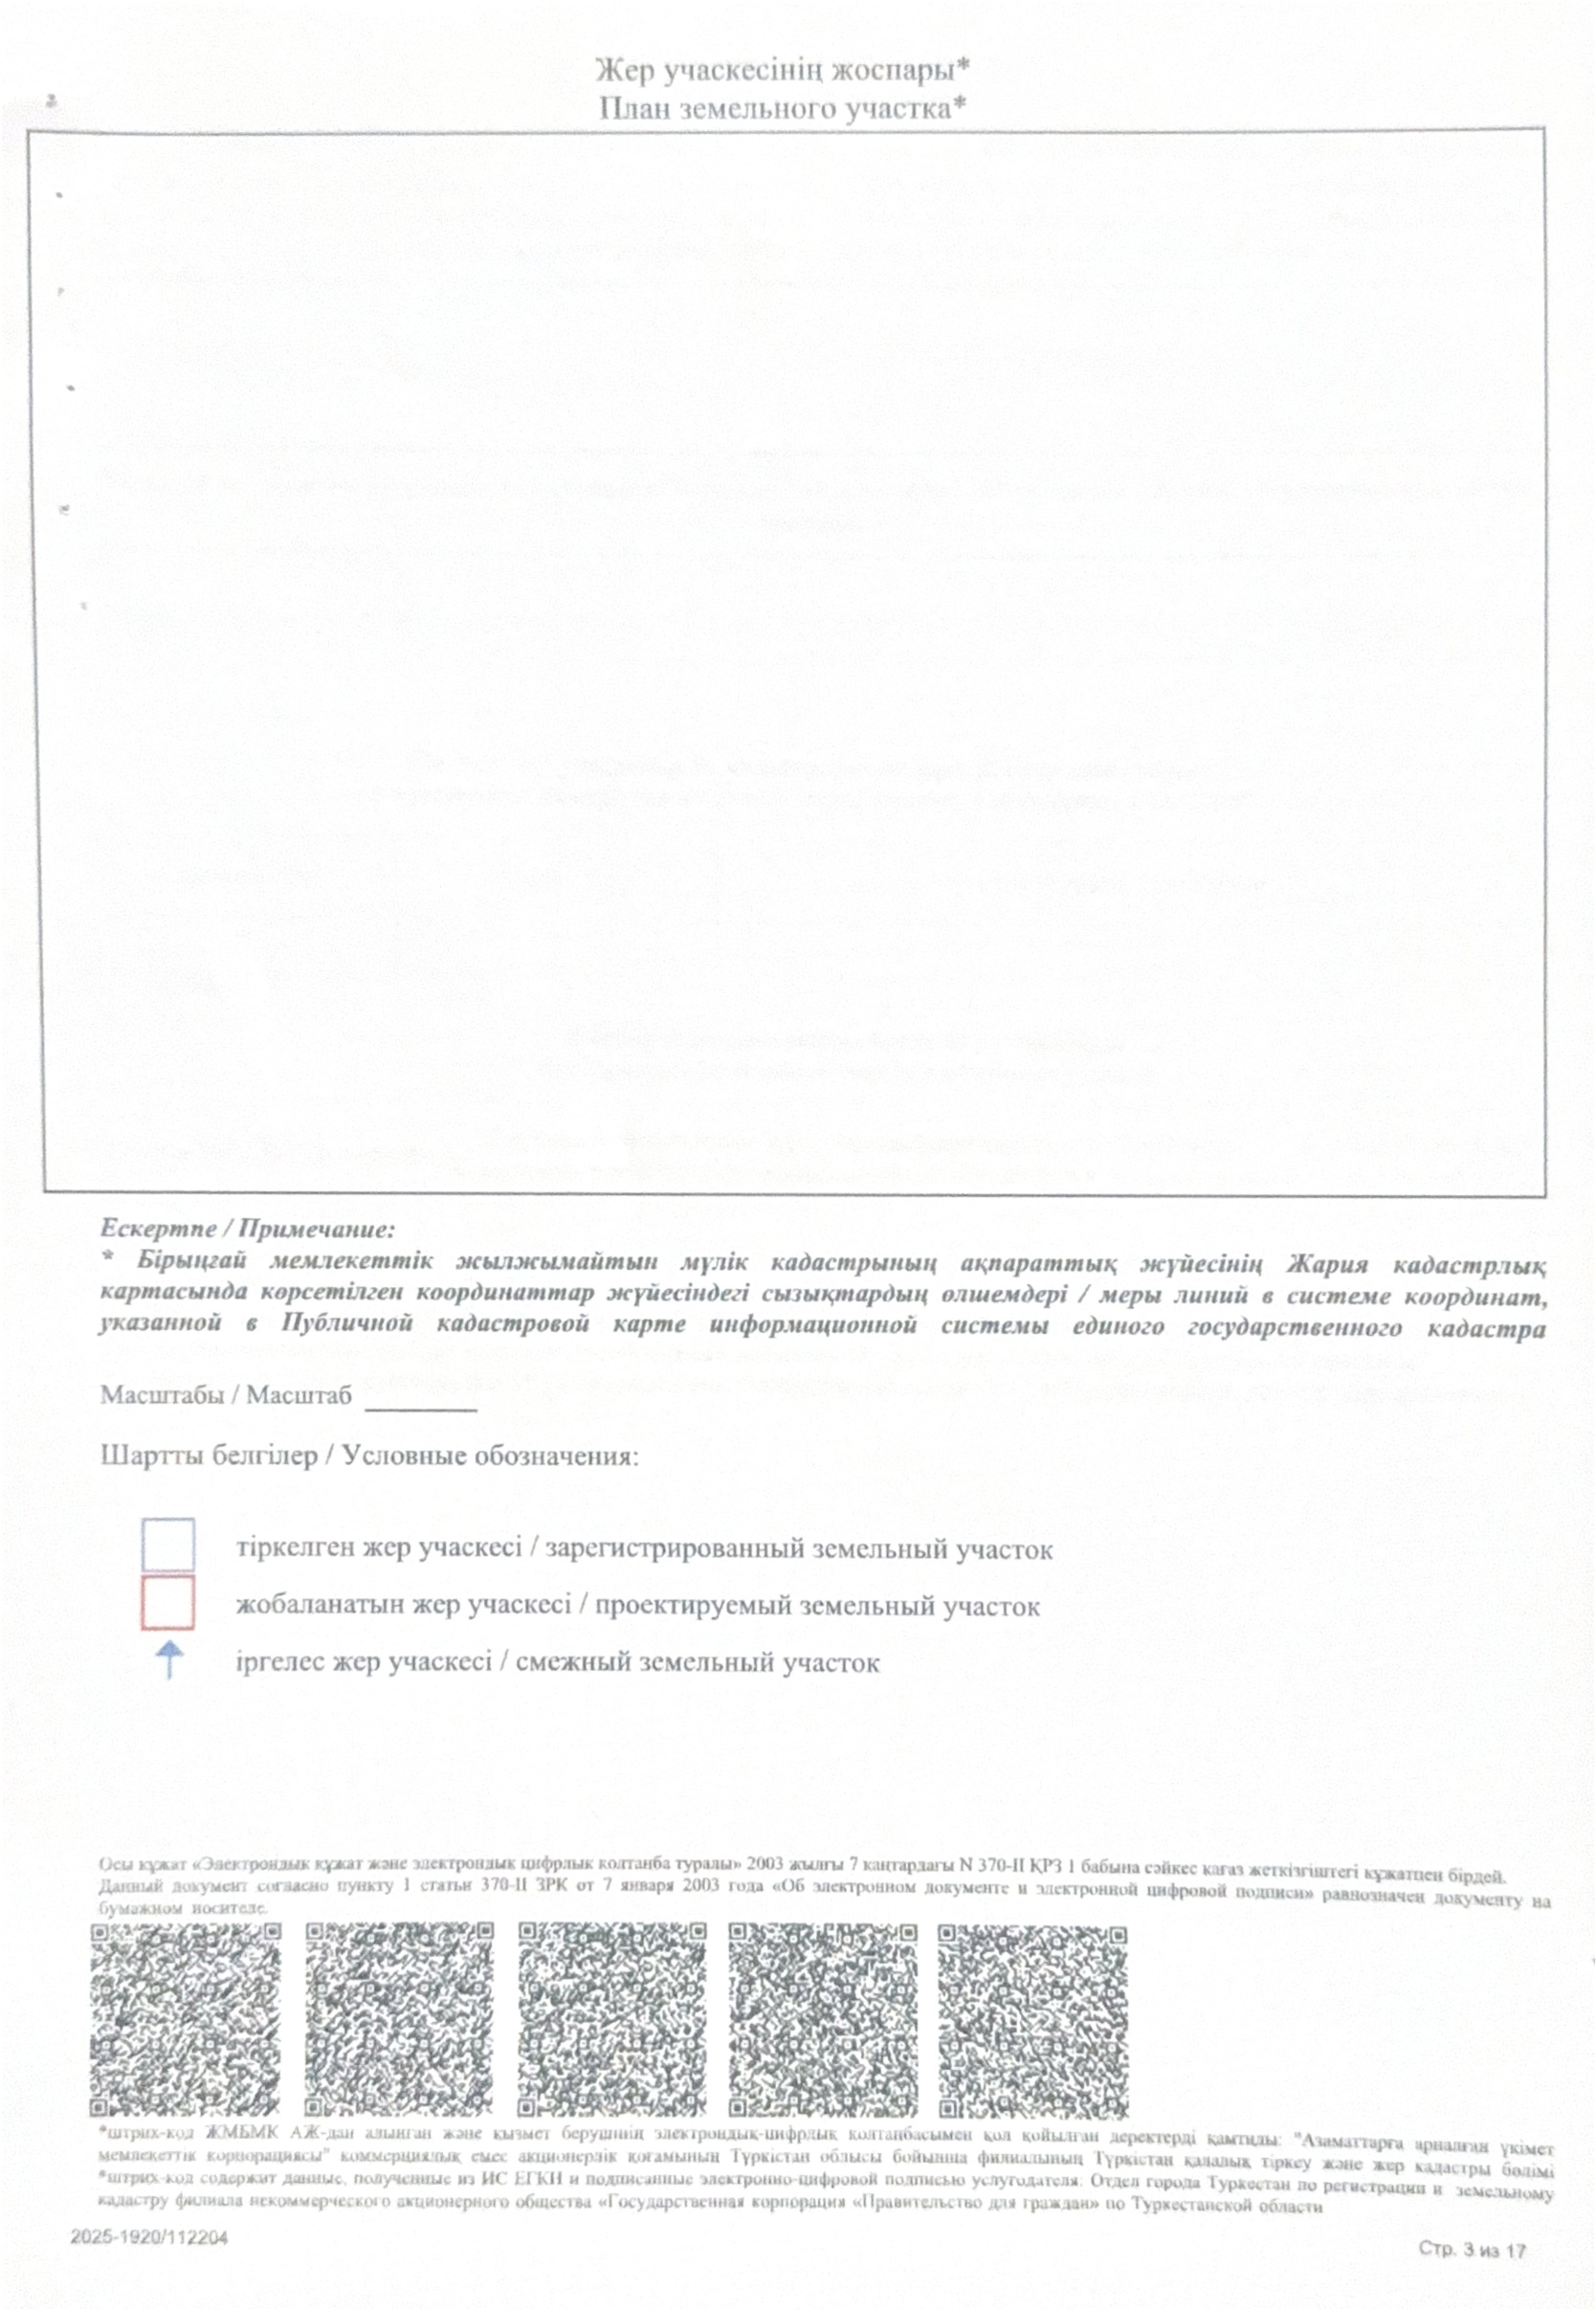 Жер учаскесінің жоспары*
План земельного участка*
Ескертпе / Примечание:
* Бірыңғай мемлекеттік жылжымайтын мүлік кадастрының ақпараттық жүйесінің Жария кадастрлық
картасында көрсетілген координаттар жүйесіндегі сызықтардың өлшемдері / меры линий в системе координат,
указанной в Публичной кадастровой карте информационной системы единого государственного кадастра
Масштабы / Масштаб
Шартты белгілер / Условные обозначения:
тіркелген жер учаскесі / зарегистрированный земельный участок
жобаланатын жер учаскесі / проектируемый земельный участок
іргелес жер учаскесі / смежный земельный участок
Осы құжат «Электрондық құжат және электрондық цифрлық қолтаңба туралы» 2003 жылғы 7 қаңтардағы N 370-II ҚРЗ 1 бабына сәйкес қағаз жеткізгіштегі құжатпен бірдей.
Данный документ согласно пункту 1 статьи 370-II ЗРК от 7 января 2003 года «Об электронном документе и электронной цифровой подписи» равнозначен документу на
бумажном носителе.
*штрих-код ЖМБМК АЖ-дан алынған және қызмет берушінің электрондық-цифрлық қолтаңбасымен қол қойылған деректерді қамтиды: "Азаматтарға арналған үкімет
мемлекеттік корпорациясы" коммерциялық емес акционерлік қоғамының Түркістан облысы бойынша филиалының Түркістан қалалық тіркеу және жер кадастры бөлімі
*штрих-код содержит данные, полученные из ИС ЕГКН и подписанные электронно-цифровой подписью услугодателя: Отдел города Туркестан по регистрации и земельному
кадастру филиала некоммерческого акционерного общества «Государственная корпорация «Правительство для граждан» по Туркестанской области
2025-1920/112204
Стр. 3 из 17